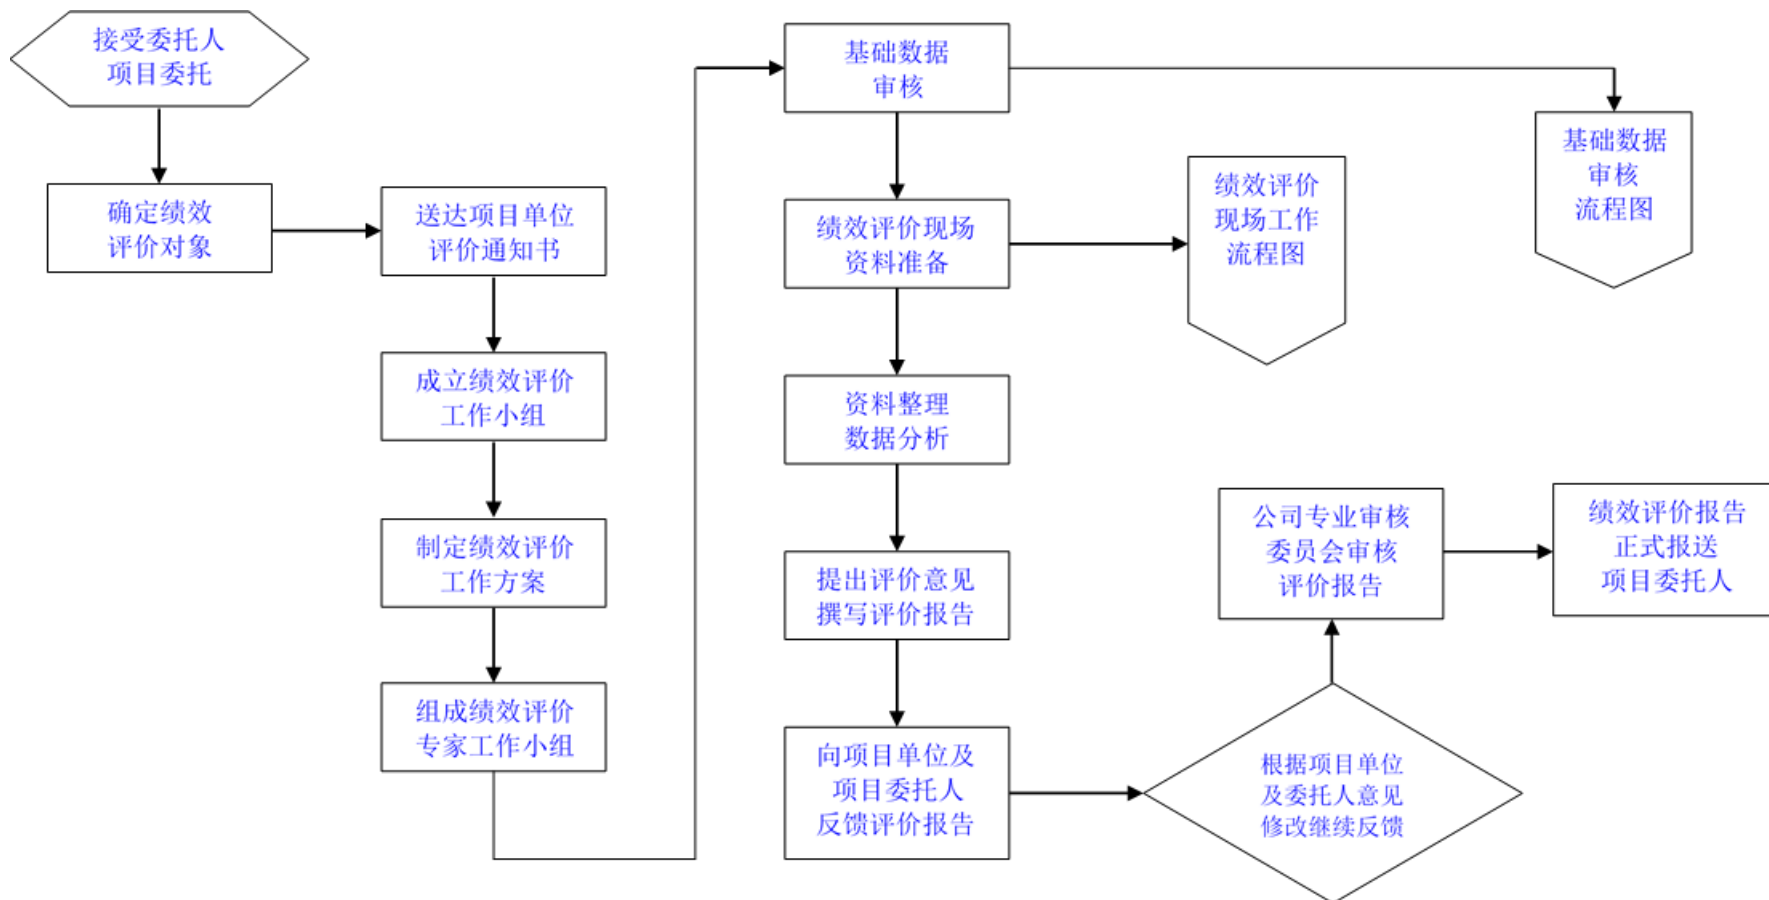 接受委托人
项目委托
确定绩效
评价对象
送达项目单位
评价通知书
成立绩效评价
工作小组
制定绩效评价
工作方案
组成绩效评价
专家工作小组
基础数据
审核
基础数据
审核
流程图
绩效评价现场
资料准备
绩效评价
现场工作
流程图
资料整理
数据分析
提出评价意见
撰写评价报告
向项目单位及
项目委托人
反馈评价报告
根据项目单位
及委托人意见
修改继续反馈
公司专业审核
委员会审核
评价报告
绩效评价报告
正式报送
项目委托人